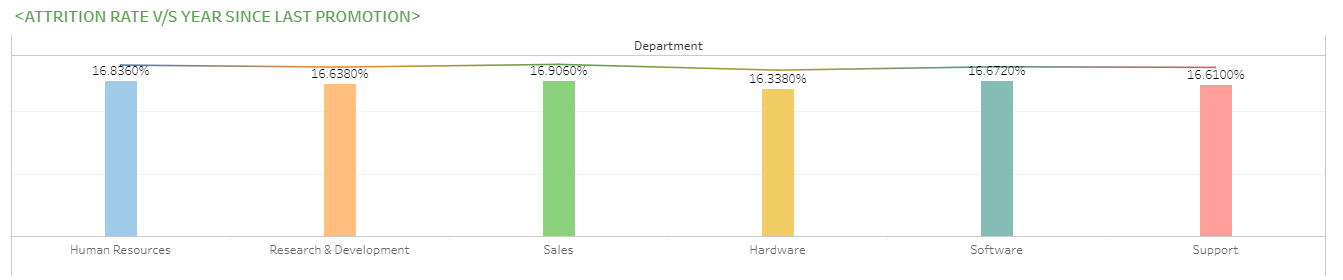 <ATTRITION RATE V/S YEAR SINCE LAST PROMOTION>
Department
16.8360% 16.6380% 16.9060% 16.3380% 16.6720% 16.6100%
Human Resources Research & Development Sales Hardware Software Support